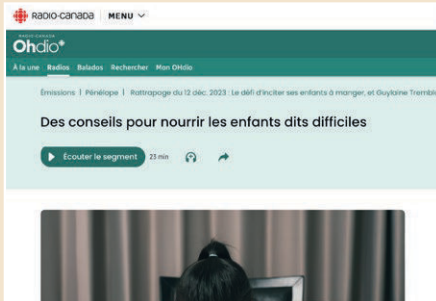 RADIO-CANADA MENU
RADIO-CANADA
OHdio
À la une Radios Balados Rechercher Mon OHdio
Émissions | Pénélope | Rattrapage du 12 déc. 2023 : Le défi d'inciter ses enfants à manger, et Guylaine Trembl
Des conseils pour nourrir les enfants dits difficiles
Écouter le segment 23 min